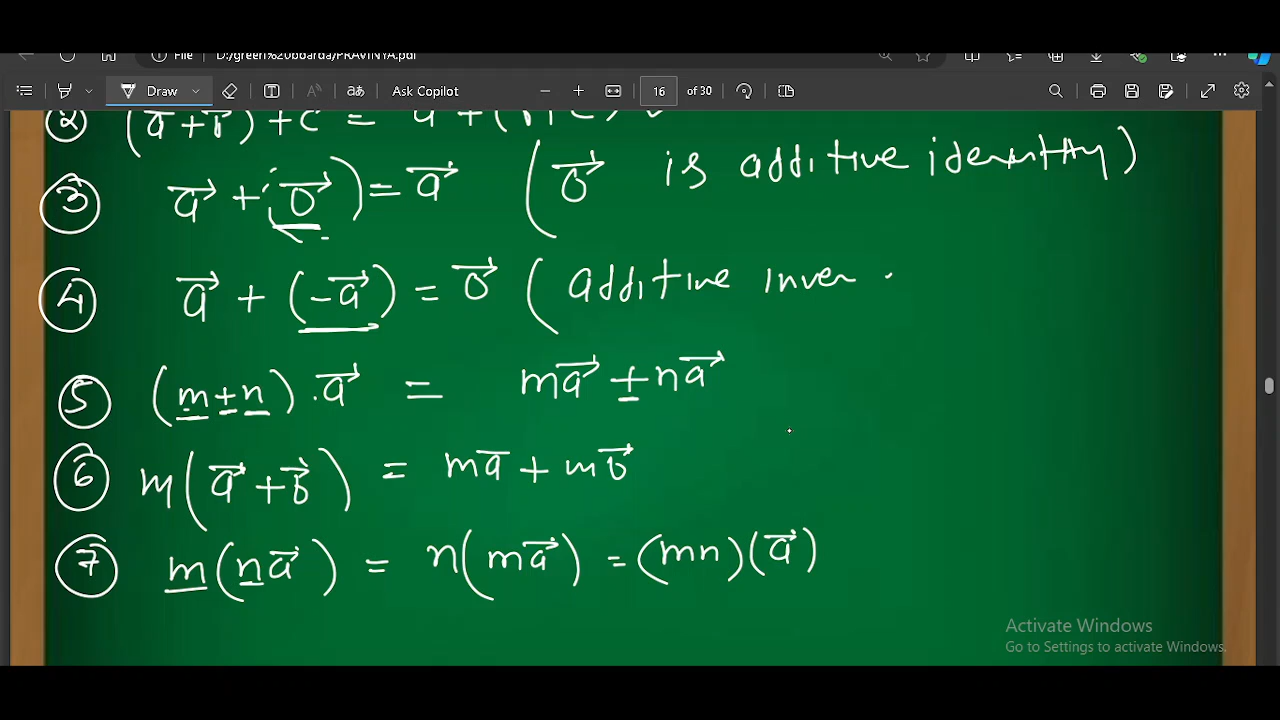 File D:/green%20boarda/PRAVINYA.pdf
Draw Ask Copilot 16 of 30
② (a⃗+b⃗)+c⃗ = a⃗+(b⃗+c⃗)
③ a⃗ + (0⃗) = a⃗ (0⃗ is additive identity)
④ a⃗ + (-a⃗) = 0⃗ (additive inver
⑤ (m±n).a⃗ = ma⃗ ± na⃗
⑥ m(a⃗+b⃗) = ma̅ + mb⃗
⑦ m(na⃗) = n(ma⃗) = (mn)(a⃗)
Activate Windows
Go to Settings to activate Windows.